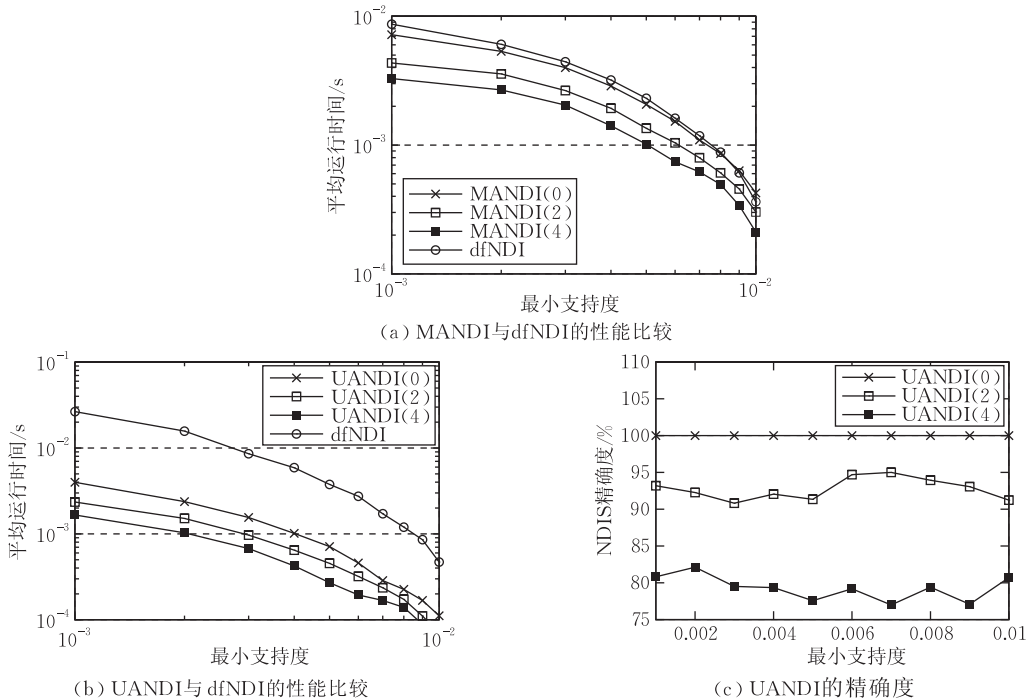 10⁻¹
10⁻²
10⁻³
10⁻⁴
平均运行时间/s
MANDI(0)
MANDI(2)
MANDI(4)
dfNDI
10⁻³
10⁻²
最小支持度
(a) MANDI与dfNDI的性能比较
10⁻¹
10⁻²
10⁻³
10⁻⁴
平均运行时间/s
UANDI(0)
UANDI(2)
UANDI(4)
dfNDI
10⁻³
10⁻²
最小支持度
(b) UANDI与dfNDI的性能比较
110
105
100
95
90
85
80
75
NDIS精确度/%
UANDI(0)
UANDI(2)
UANDI(4)
0.002 0.004 0.006 0.008 0.01
最小支持度
(c) UANDI的精确度